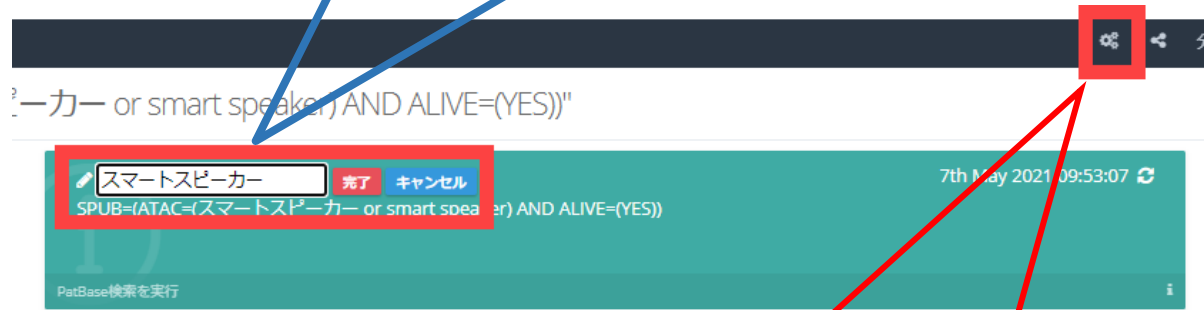 ーカー or smart speaker) AND ALIVE=(YES))"
スマートスピーカー 完了 キャンセル
7th May 2021 09:53:07
SPUB=(ATAC=(スマートスピーカー or smart speaker) AND ALIVE=(YES))
PatBase検索を実行